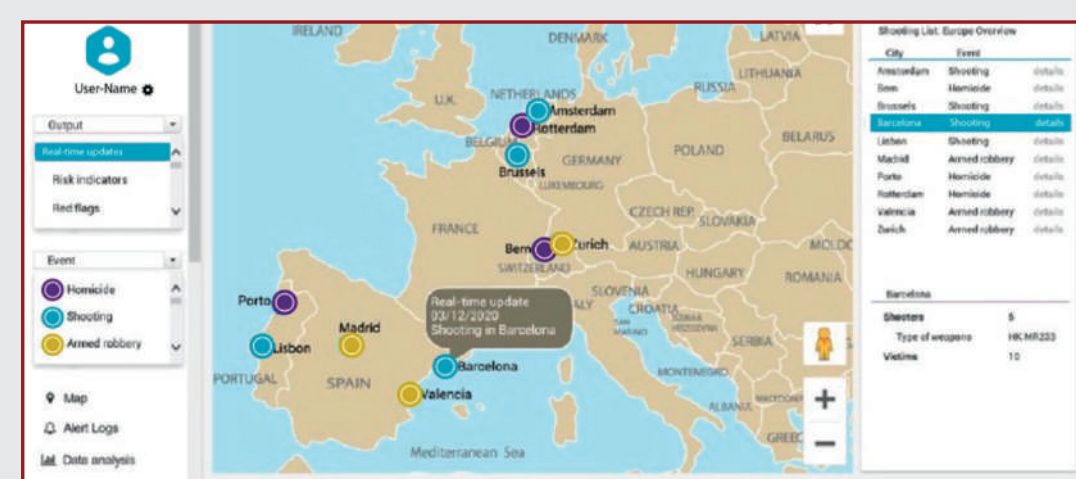 User-Name
Output
Real-time updates
Risk indicators
Red flags
Event
Homicide
Shooting
Armed robbery
Map
Alert Logs
Data analysis
IRELAND
DENMARK
LATVIA
LITHUANIA
RUSSIA
U.K.
NETHERLANDS
Amsterdam
Rotterdam
BELGIUM
BELARUS
GERMANY
POLAND
Brussels
LUXEMBOURG
CZECH REP.
SLOVAKIA
FRANCE
Bern
Zurich
AUSTRIA
MOLDO
SWITZERLAND
HUNGARY
ROMANIA
SLOVENIA
ALY
CROATIA
SAN MARINO
SERBIA
Porto
Real-time update
03/12/2020
Shooting in Barcelona
Madrid
Lisbon
Barcelona
MONTENEGRO
PORTUGAL
SPAIN
Valencia
ALBANIA
GREEC
Mediterranean Sea
Shooting List: Europe Overview
City Event
Amsterdam Shooting details
Bern Homicide details
Brussels Shooting details
Barcelona Shooting details
Lisbon Shooting details
Madrid Armed robbery details
Porto Homicide details
Rotterdam Homicide details
Valencia Armed robbery details
Zurich Armed robbery details
Barcelona
Shooters 5
Type of weapons HK MR223
Victims 10